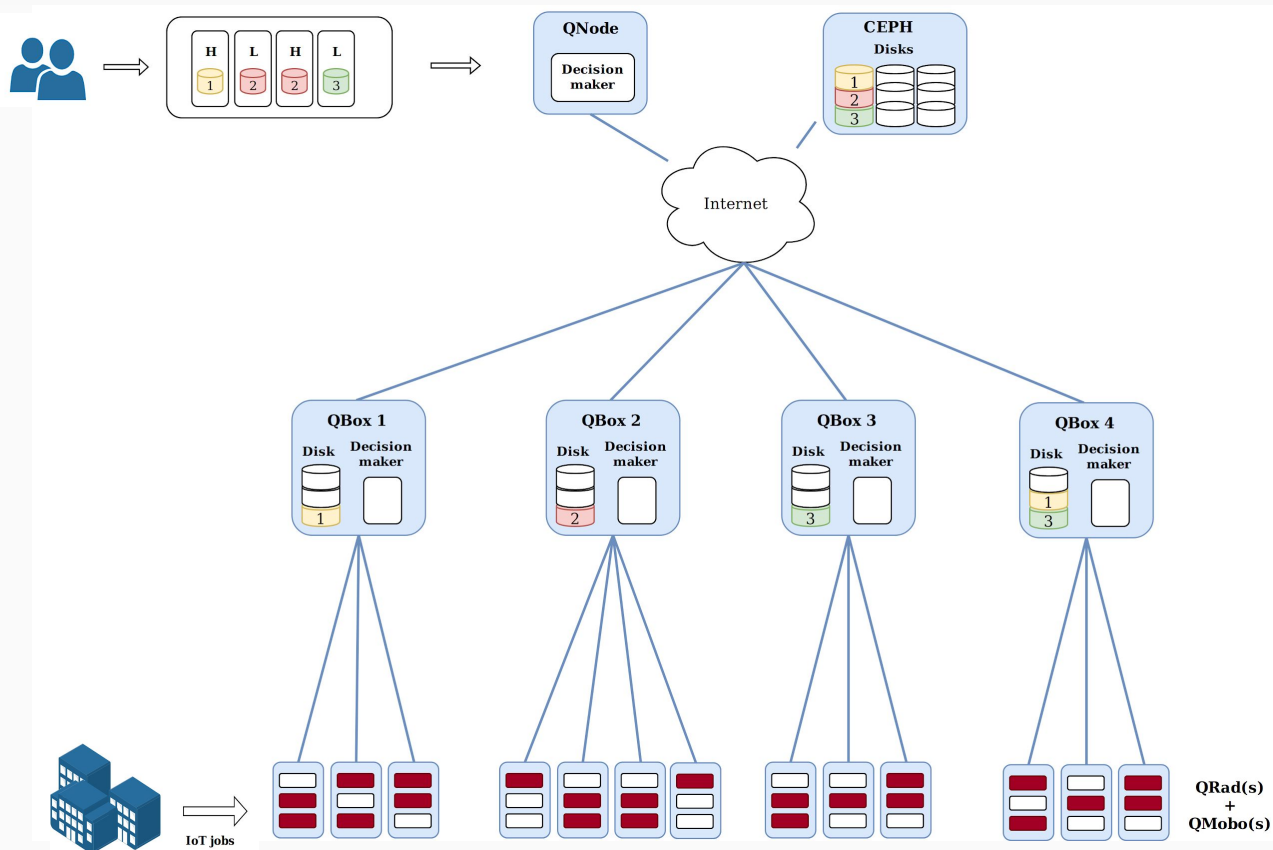 H L H L
1 2 2 3
QNode
Decision
maker
CEPH
Disks
1
2
3
Internet
QBox 1
Disk
Decision
maker
1
QBox 2
Disk
Decision
maker
2
QBox 3
Disk
Decision
maker
3
QBox 4
Disk
Decision
maker
1
3
IoT jobs
QRad(s)
+
QMobo(s)